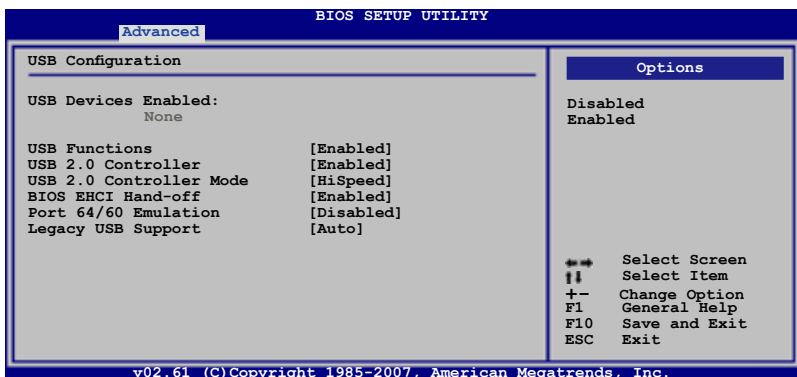 BIOS SETUP UTILITY
Advanced
USB Configuration
USB Devices Enabled:
None
USB Functions [Enabled]
USB 2.0 Controller [Enabled]
USB 2.0 Controller Mode [HiSpeed]
BIOS EHCI Hand-off [Enabled]
Port 64/60 Emulation [Disabled]
Legacy USB Support [Auto]
Options
Disabled
Enabled
←→ Select Screen
↑↓ Select Item
+- Change Option
F1 General Help
F10 Save and Exit
ESC Exit
v02.61 (C)Copyright 1985-2007, American Megatrends, Inc.